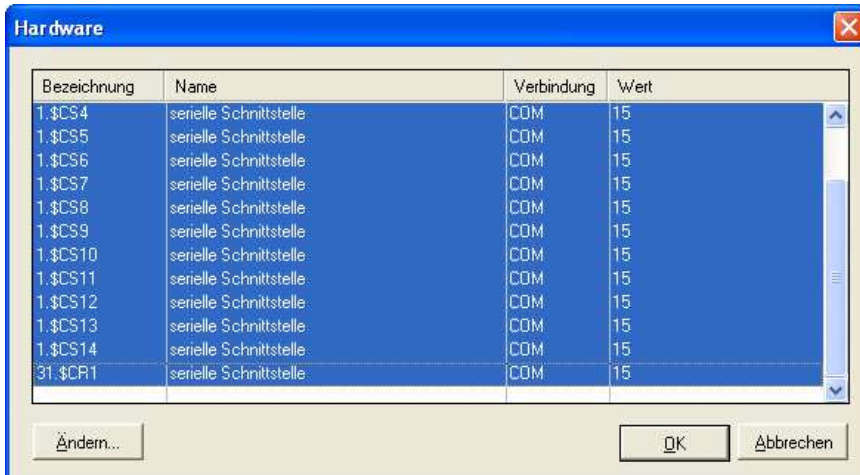 Hardware
Bezeichnung Name Verbindung Wert
1.$CS4 serielle Schnittstelle COM 15
1.$CS5 serielle Schnittstelle COM 15
1.$CS6 serielle Schnittstelle COM 15
1.$CS7 serielle Schnittstelle COM 15
1.$CS8 serielle Schnittstelle COM 15
1.$CS9 serielle Schnittstelle COM 15
1.$CS10 serielle Schnittstelle COM 15
1.$CS11 serielle Schnittstelle COM 15
1.$CS12 serielle Schnittstelle COM 15
1.$CS13 serielle Schnittstelle COM 15
1.$CS14 serielle Schnittstelle COM 15
31.$CR1 serielle Schnittstelle COM 15
Ändern... OK Abbrechen